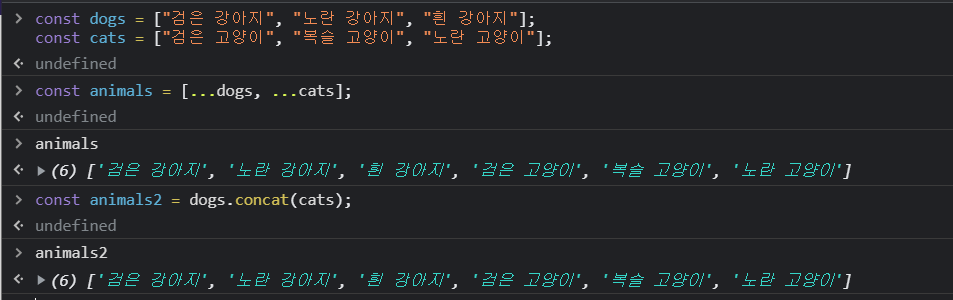 > const dogs = ["검은 강아지", "노란 강아지", "흰 강아지"];
const cats = ["검은 고양이", "복슬 고양이", "노란 고양이"];
undefined
> const animals = [...dogs, ...cats];
undefined
> animals
(6) ['검은 강아지', '노란 강아지', '흰 강아지', '검은 고양이', '복슬 고양이', '노란 고양이']
> const animals2 = dogs.concat(cats);
undefined
> animals2
(6) ['검은 강아지', '노란 강아지', '흰 강아지', '검은 고양이', '복슬 고양이', '노란 고양이']